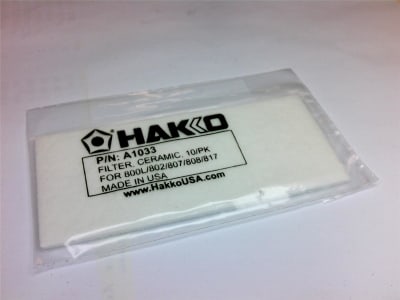 HAKKO
P/N: A1033
FILTER, CERAMIC, 10/PK
FOR 800L/802/807/808/817
MADE IN USA
www.HakkoUSA.com